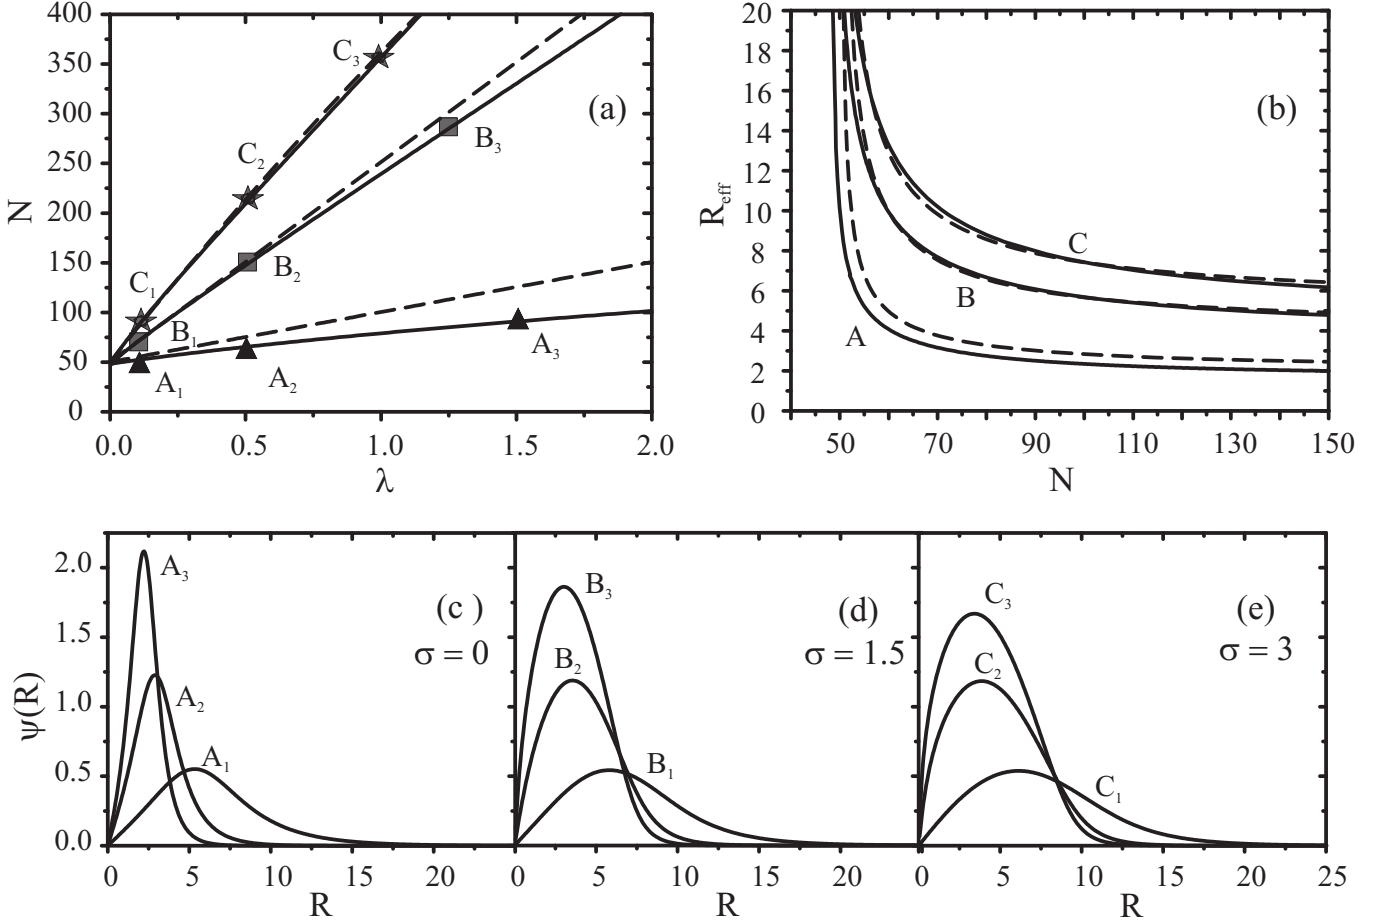 400
350
300
250
200
150
100
50
0
N
C₃
C₂
C₁
B₃
B₂
B₁
A₃
A₂
A₁
(a)
0.0 0.5 1.0 1.5 2.0
λ
20
18
16
14
12
10
8
6
4
2
0
R_eff
(b)
C
B
A
50 70 90 110 130 150
N
2.0
1.5
1.0
0.5
0.0
ψ(R)
A₃
A₂
A₁
(c )
σ = 0
0 5 10 15 20
R
B₃
B₂
B₁
(d)
σ = 1.5
0 5 10 15 20
R
C₃
C₂
C₁
(e)
σ = 3
0 5 10 15 20 25
R